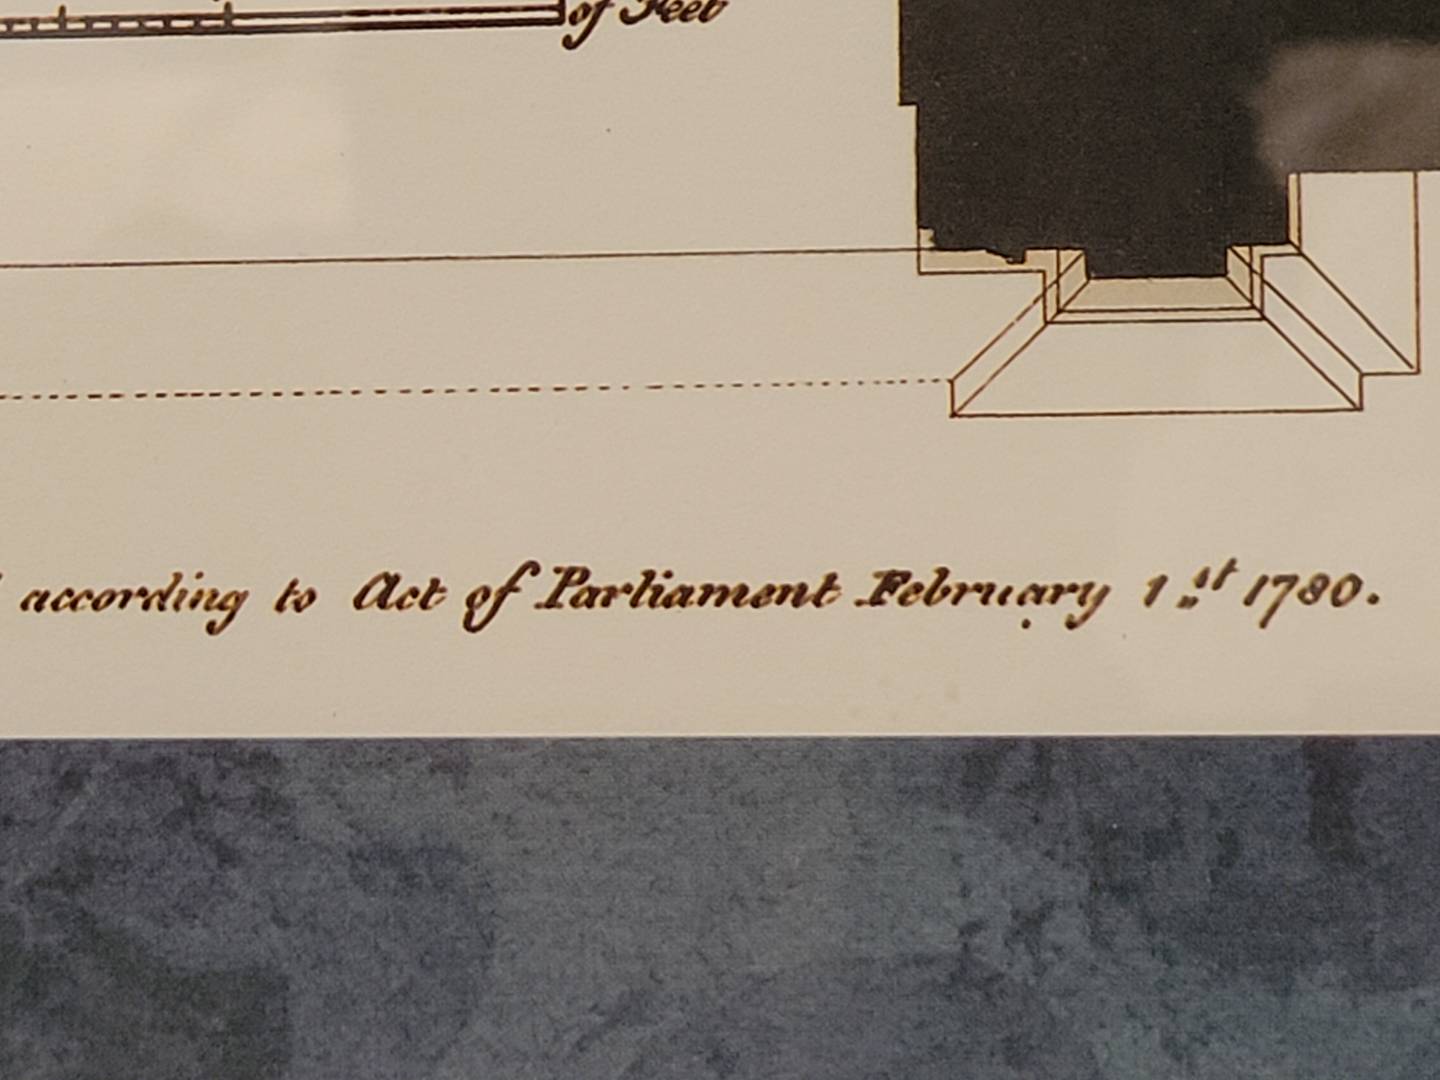 of Feet
according to Act of Parliament February 1st 1780.